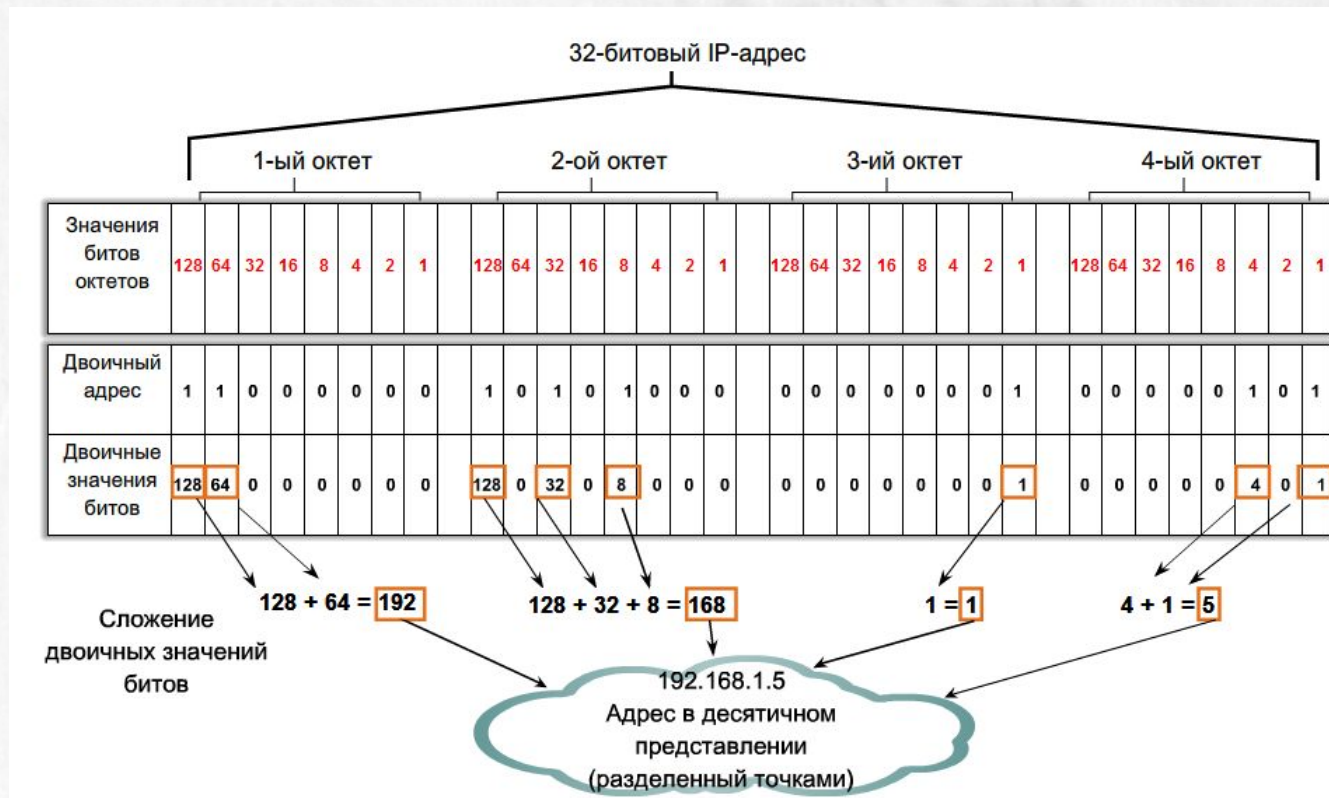 32-битовый IP-адрес
1-ый октет 2-ой октет 3-ий октет 4-ый октет
Значения
битов
октетов
128 64 32 16 8 4 2 1 128 64 32 16 8 4 2 1 128 64 32 16 8 4 2 1 128 64 32 16 8 4 2 1
Двоичный
адрес
1 1 0 0 0 0 0 0 1 0 1 0 1 0 0 0 0 0 0 0 0 0 0 1 0 0 0 0 0 1 0 1
Двоичные
значения
битов
128 64 0 0 0 0 0 0 128 0 32 0 8 0 0 0 0 0 0 0 0 0 0 1 0 0 0 0 0 4 0 1
128 + 64 = 192 128 + 32 + 8 = 168 1 = 1 4 + 1 = 5
Сложение
двоичных значений
битов
192.168.1.5
Адрес в десятичном
представлении
(разделенный точками)